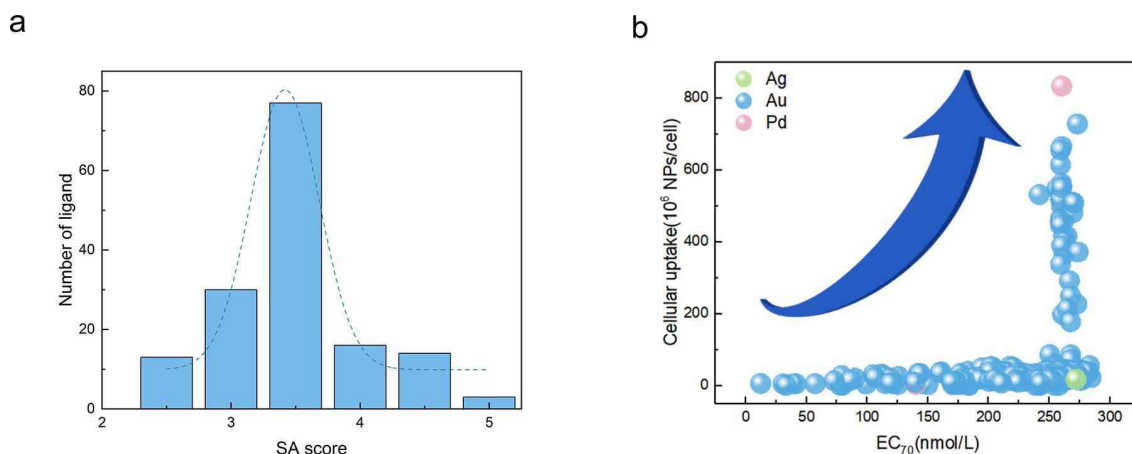 a
b
80
60
40
20
0
Number of ligand
2
3
4
5
SA score
Ag
Au
Pd
800
600
400
200
0
Cellular uptake(10⁶ NPs/cell)
0
50
100
150
200
250
300
EC₇₀(nmol/L)